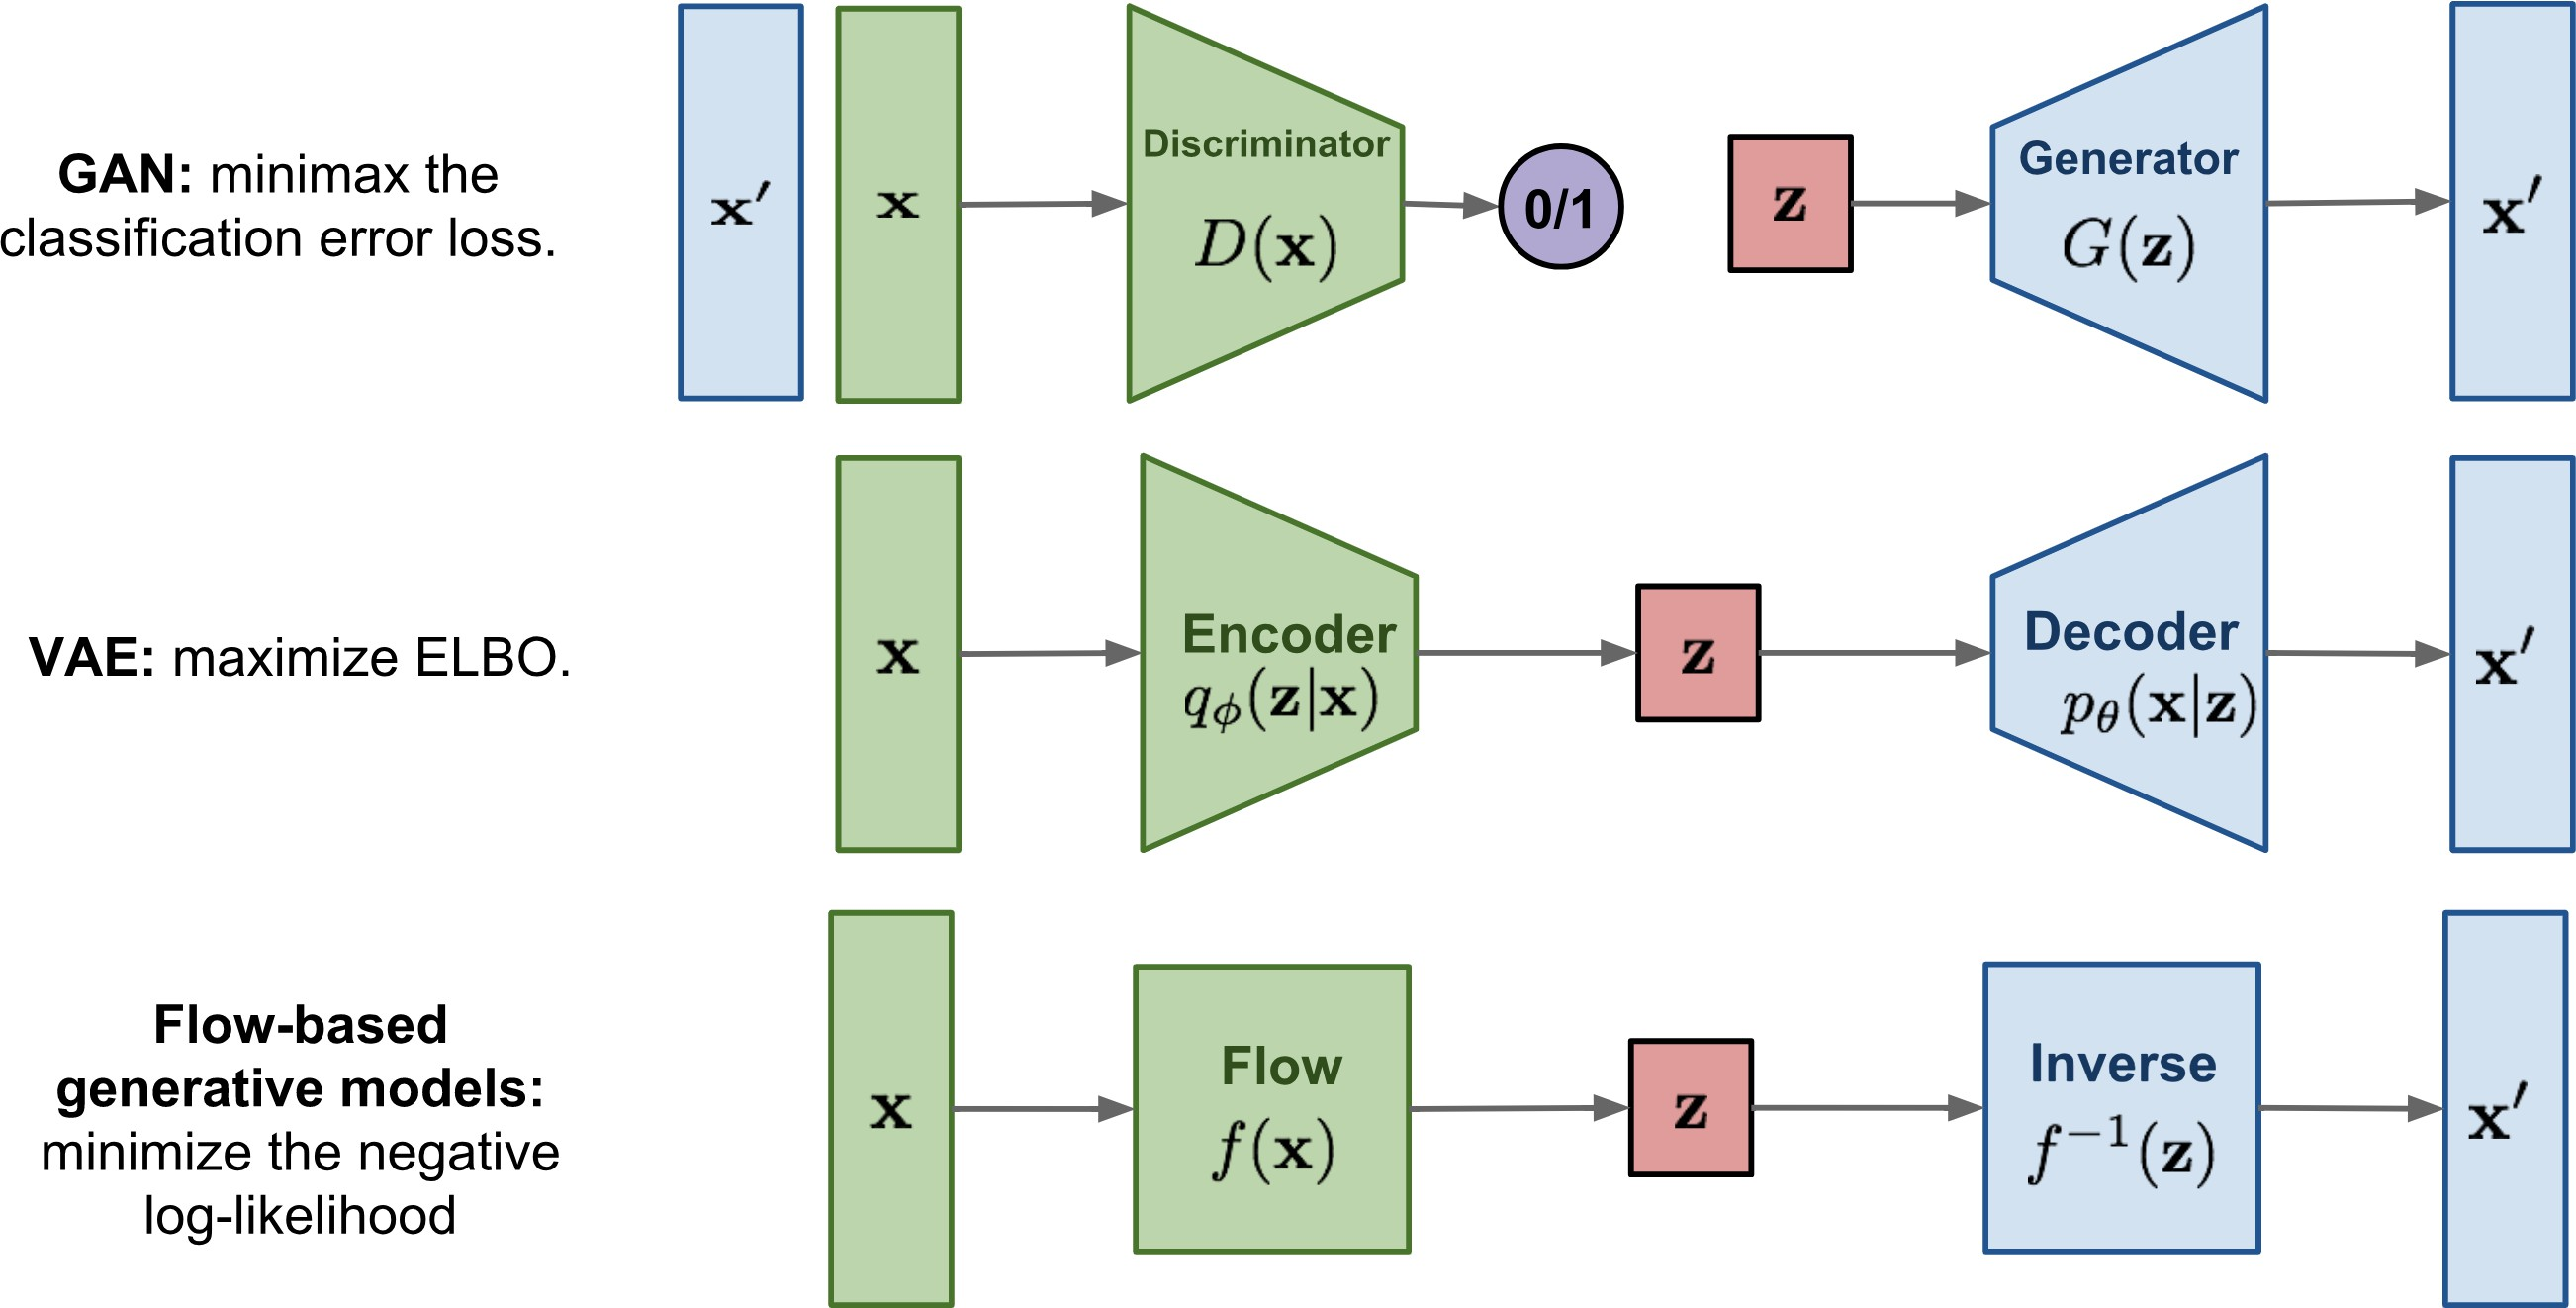 GAN: minimax the
classification error loss.
x′
x
Discriminator
D(x)
0/1
z
Generator
G(z)
x′
VAE: maximize ELBO.
x
Encoder
qϕ(z|x)
z
Decoder
pθ(x|z)
x′
Flow-based
generative models:
minimize the negative
log-likelihood
x
Flow
f(x)
z
Inverse
f⁻¹(z)
x′